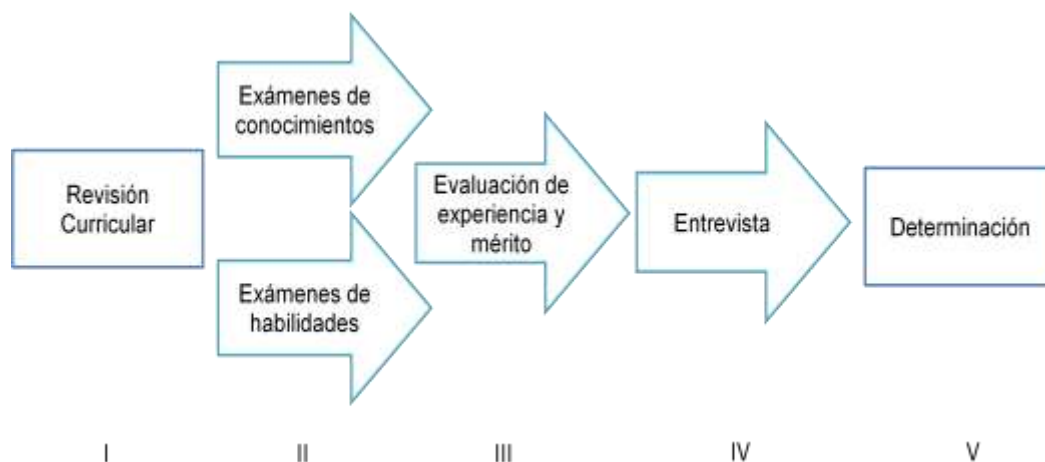 Revisión
Curricular
Exámenes de
conocimientos
Exámenes de
habilidades
Evaluación de
experiencia y
mérito
Entrevista
Determinación
I
II
III
IV
V